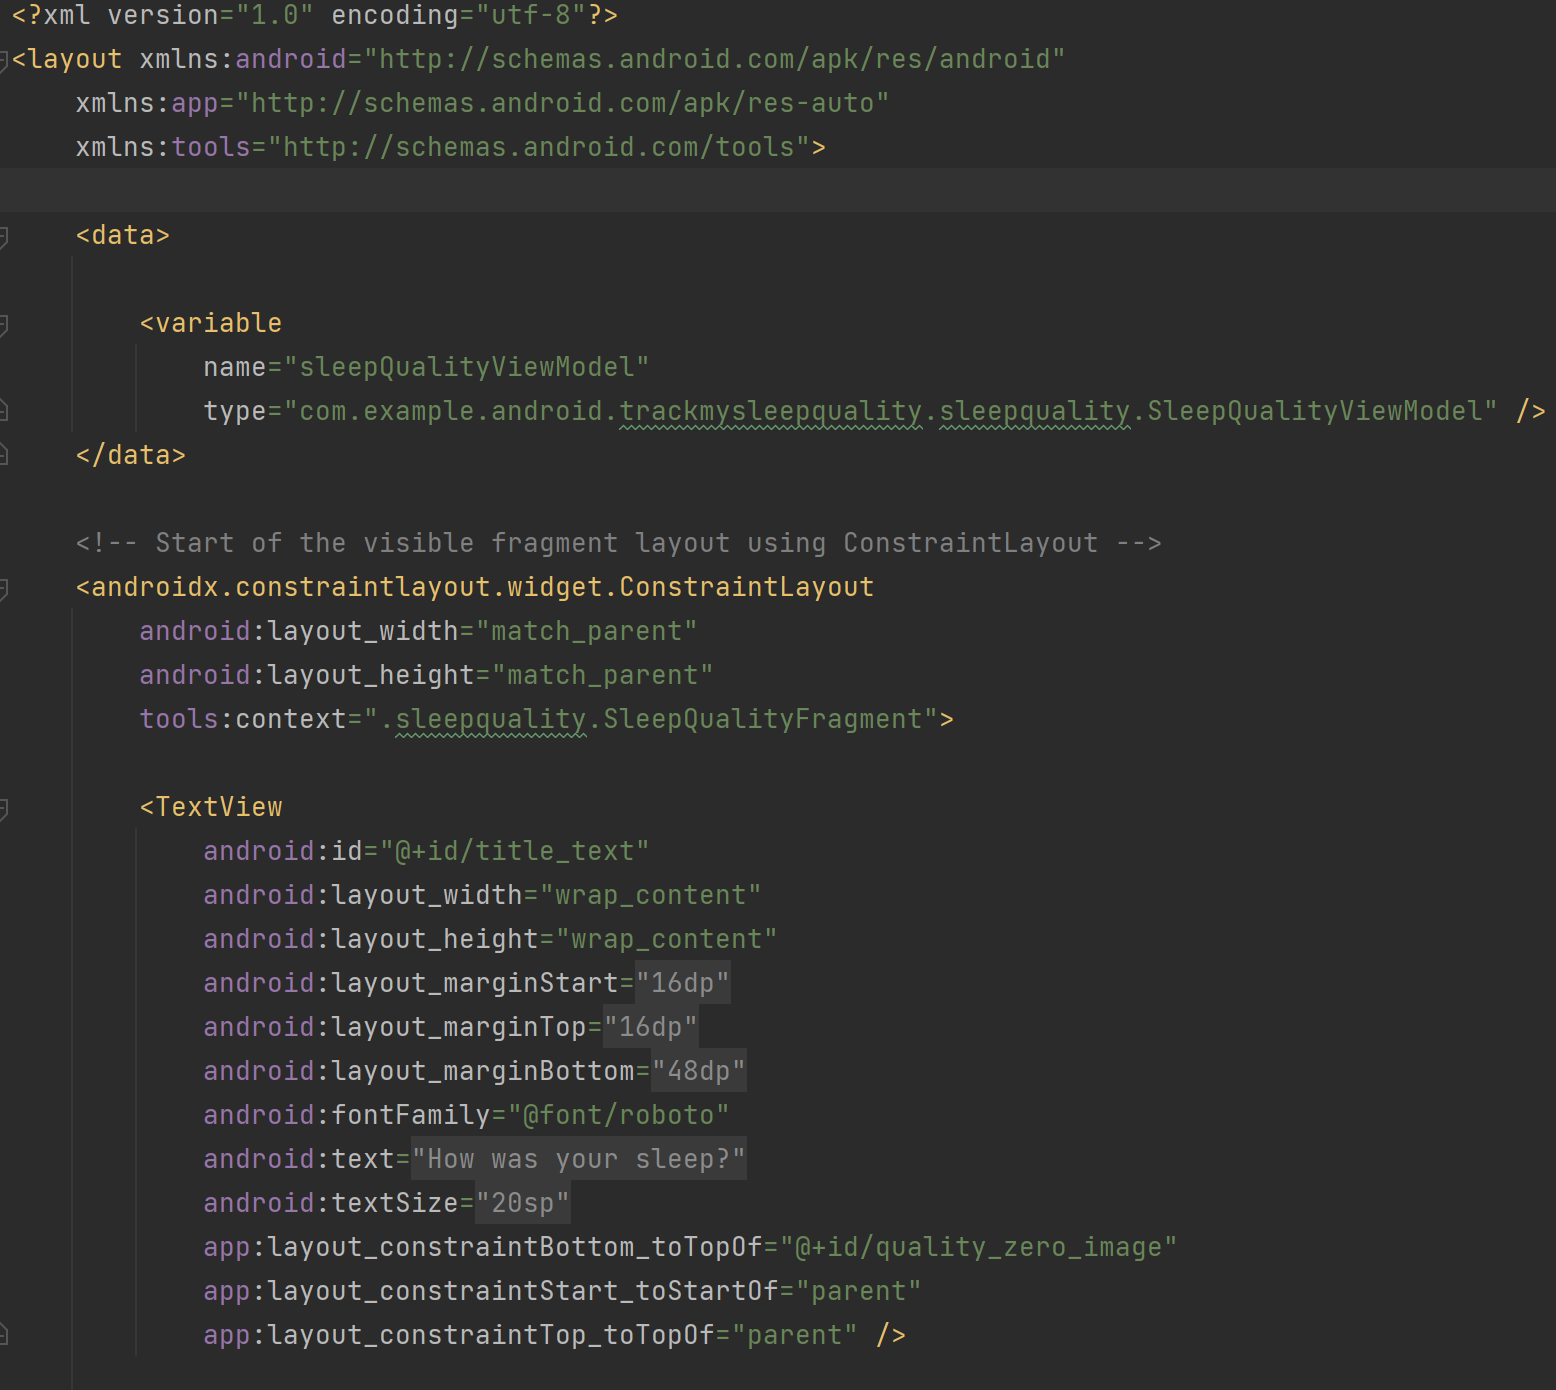 <?xml version="1.0" encoding="utf-8"?>
<layout xmlns:android="http://schemas.android.com/apk/res/android"
    xmlns:app="http://schemas.android.com/apk/res-auto"
    xmlns:tools="http://schemas.android.com/tools">

    <data>

        <variable
            name="sleepQualityViewModel"
            type="com.example.android.trackmysleepquality.sleepquality.SleepQualityViewModel" />
    </data>

    <!-- Start of the visible fragment layout using ConstraintLayout -->
    <androidx.constraintlayout.widget.ConstraintLayout
        android:layout_width="match_parent"
        android:layout_height="match_parent"
        tools:context=".sleepquality.SleepQualityFragment">

        <TextView
            android:id="@+id/title_text"
            android:layout_width="wrap_content"
            android:layout_height="wrap_content"
            android:layout_marginStart="16dp"
            android:layout_marginTop="16dp"
            android:layout_marginBottom="48dp"
            android:fontFamily="@font/roboto"
            android:text="How was your sleep?"
            android:textSize="20sp"
            app:layout_constraintBottom_toTopOf="@+id/quality_zero_image"
            app:layout_constraintStart_toStartOf="parent"
            app:layout_constraintTop_toTopOf="parent" />